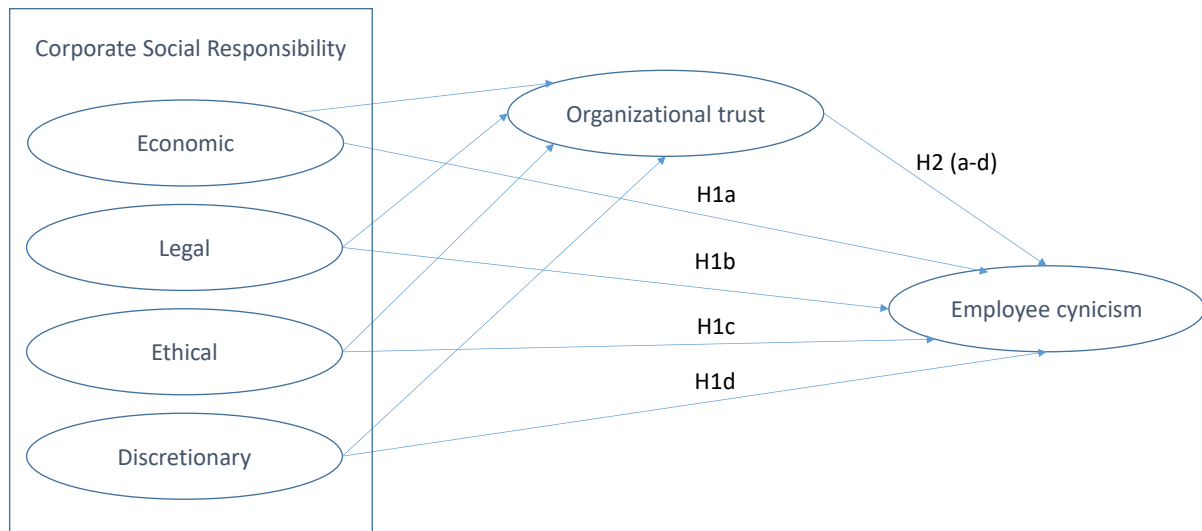 Corporate Social Responsibility
Economic
Legal
Ethical
Discretionary
Organizational trust
H2 (a-d)
H1a
H1b
H1c
H1d
Employee cynicism